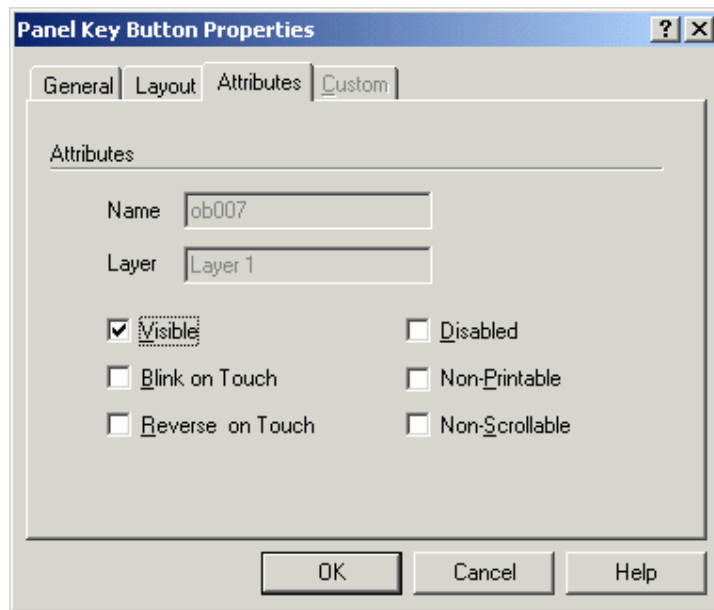 Panel Key Button Properties
General Layout Attributes Custom
Attributes
Name ob007
Layer Layer 1
Visible Disabled
Blink on Touch Non-Printable
Reverse on Touch Non-Scrollable
OK Cancel Help